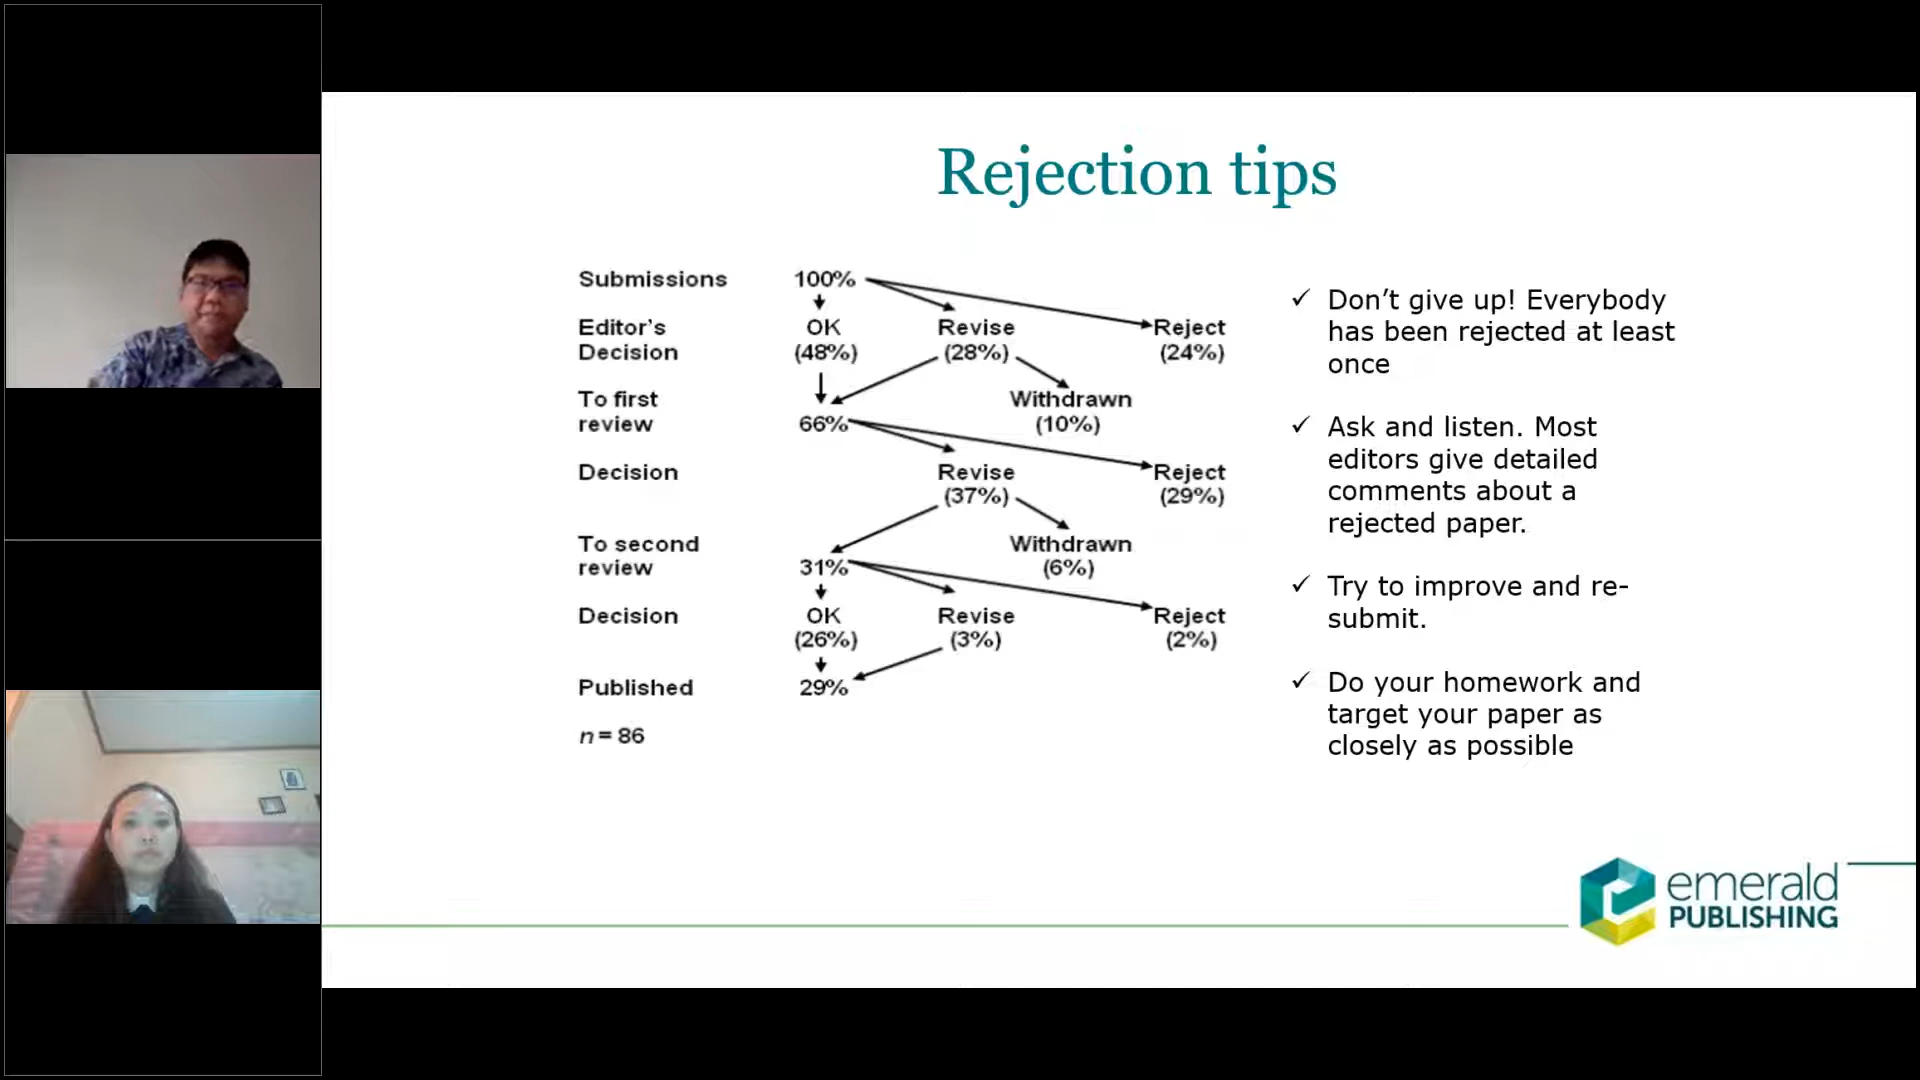 Rejection tips
Submissions 100%
Editor's OK Revise Reject
Decision (48%) (28%) (24%)
To first Withdrawn
review 66% (10%)
Decision Revise Reject
(37%) (29%)
To second Withdrawn
review 31% (6%)
Decision OK Revise Reject
(26%) (3%) (2%)
Published 29%
n = 86
✓ Don’t give up! Everybody
has been rejected at least
once
✓ Ask and listen. Most
editors give detailed
comments about a
rejected paper.
✓ Try to improve and re-
submit.
✓ Do your homework and
target your paper as
closely as possible
emerald
PUBLISHING